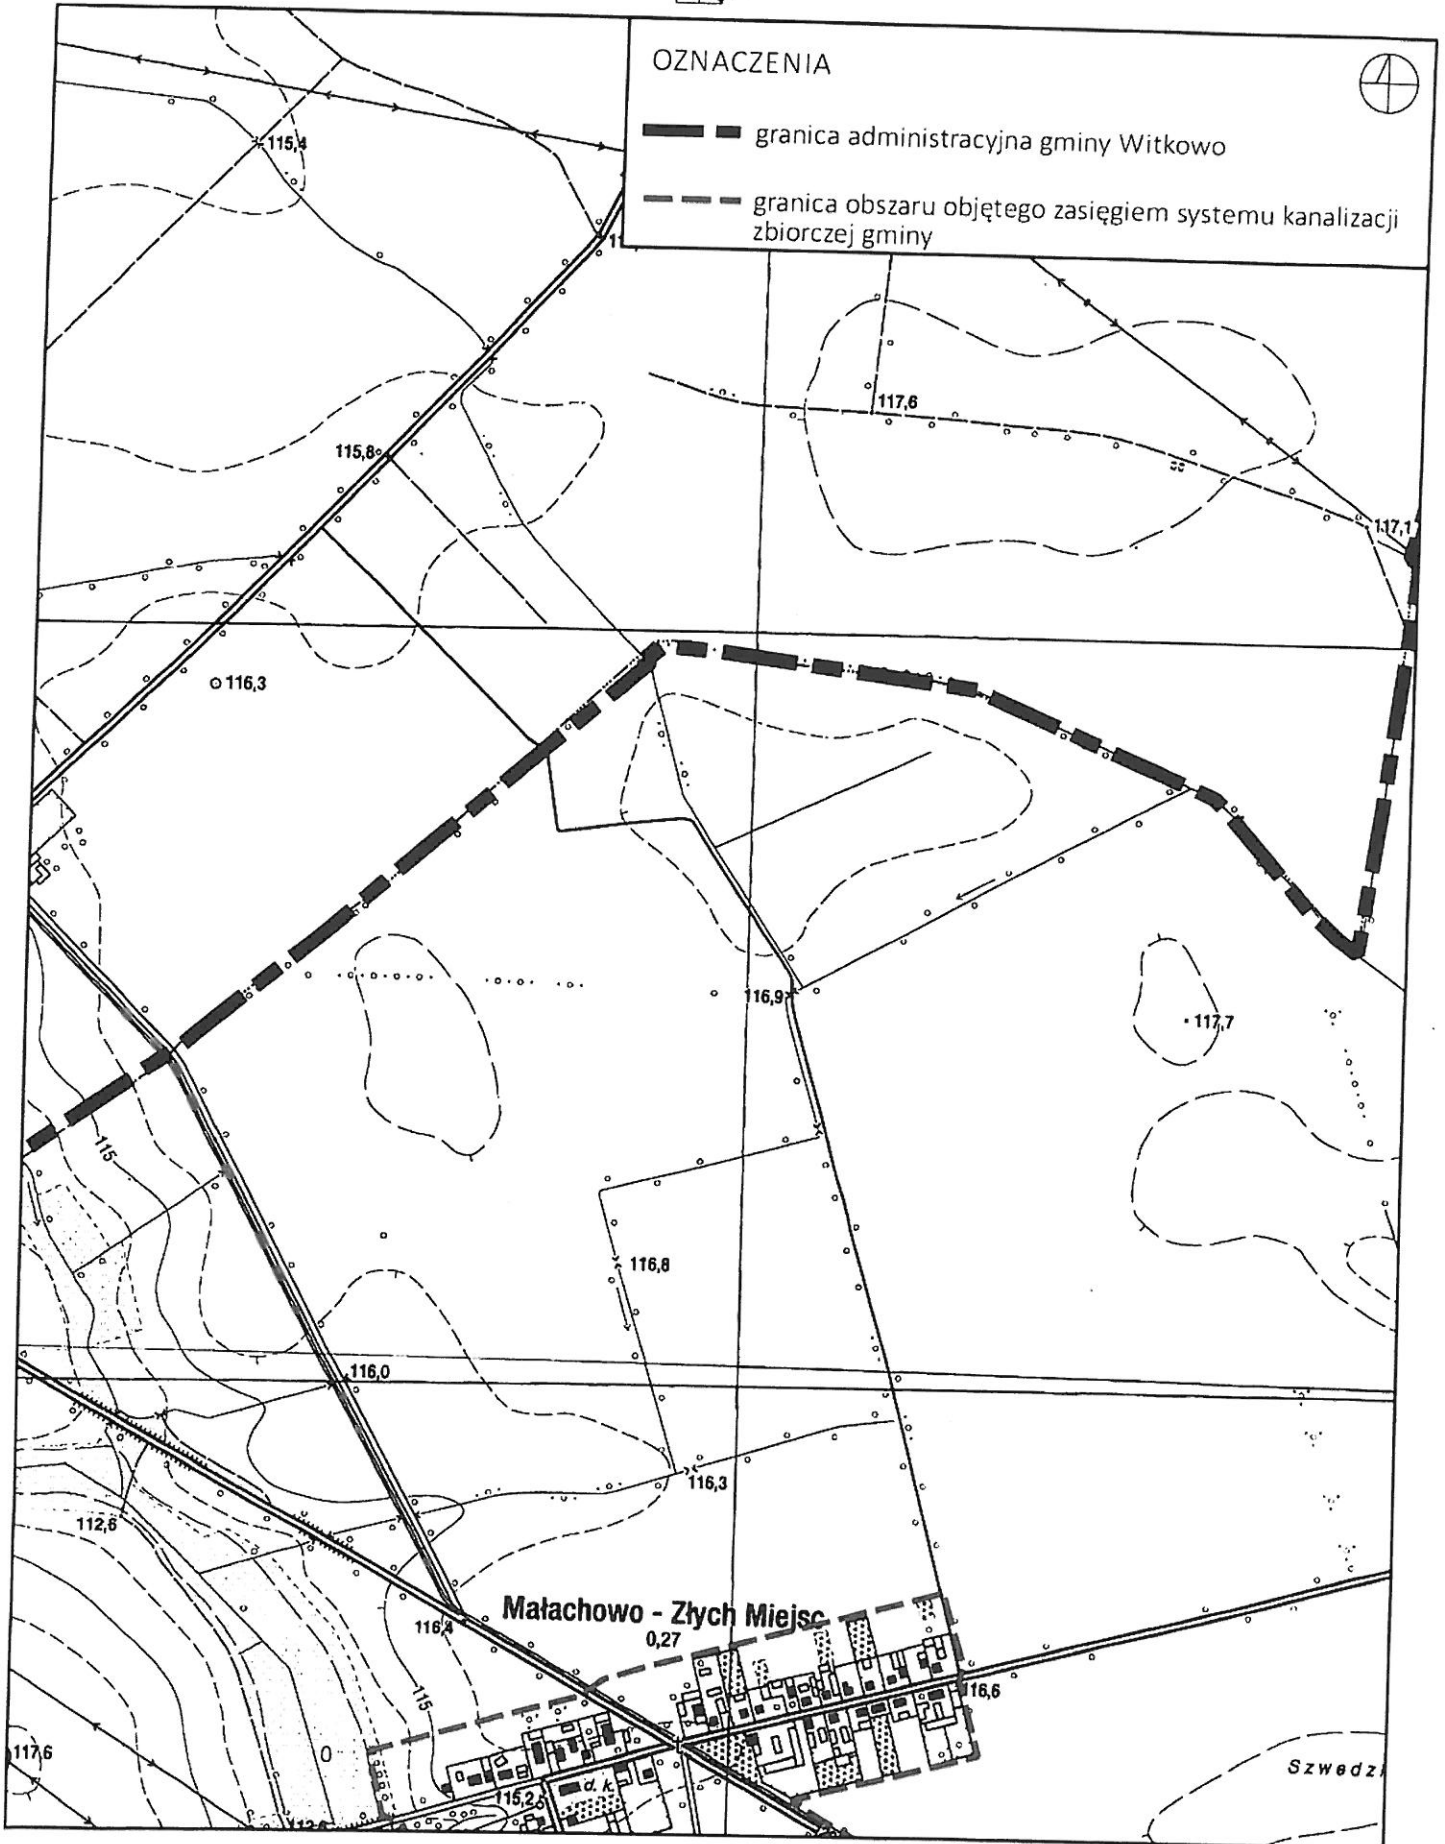 OZNACZENIA
granica administracyjna gminy Witkowo
granica obszaru objętego zasięgiem systemu kanalizacji
zbiorczej gminy
115,4
117,6
115,8
117,1
116,3
116,9
117,7
115
116,8
116,0
116,3
112,6
Małachowo - Złych Miejsc
0,27
116,4
115
116,6
117,6
0
Szwedzi
d. k.
115,2